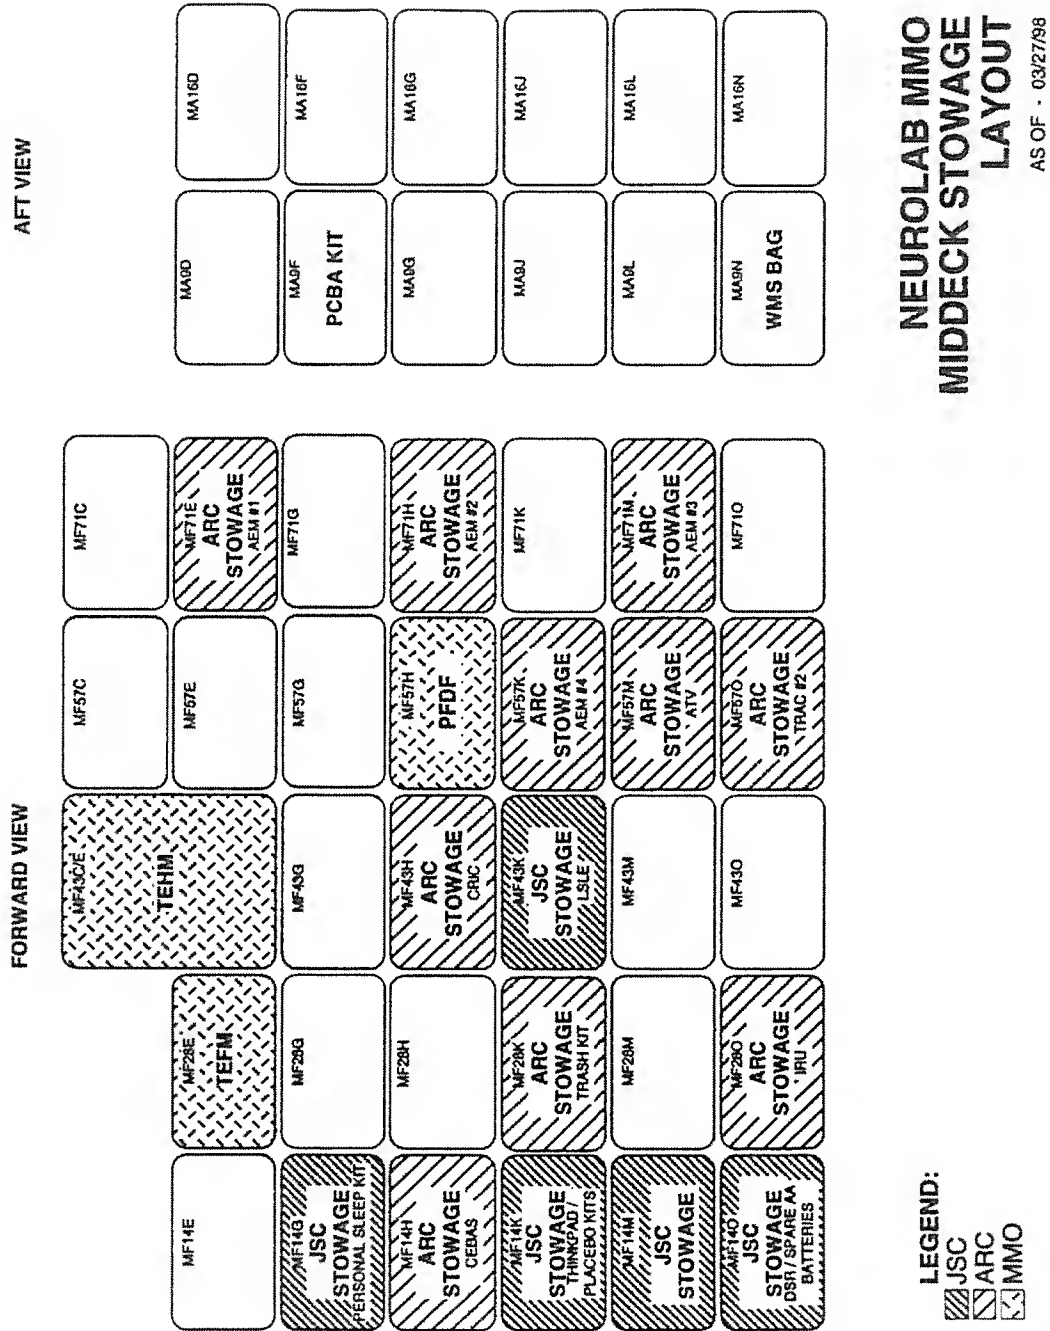 FORWARD VIEW
AFT VIEW
MF43C/E
TEHM
MF57C
MF71C
MF14E
MF28E
TEFM
MF57E
MF71E
ARC
STOWAGE
AEM #1
MA9D
MA16D
MF14G
JSC
STOWAGE
PERSONAL SLEEP KIT
MF28G
MF43G
MF57G
MF71G
MA9F
PCBA KIT
MA16F
MF14H
ARC
STOWAGE
CEBAS
MF28H
MF43H
ARC
STOWAGE
CRIC
MF57H
PFDF
MF71H
ARC
STOWAGE
AEM #2
MA9G
MA16G
MF14K
JSC
STOWAGE
THINKPAD /
PLACEBO KITS
MF28K
ARC
STOWAGE
TRASH KIT
MF43K
JSC
STOWAGE
LSLE
MF57K
ARC
STOWAGE
AEM #4
MF71K
MA9J
MA16J
MF14M
JSC
STOWAGE
MF28M
MF43M
MF57M
ARC
STOWAGE
ATV
MF71M
ARC
STOWAGE
AEM #3
MA9L
MA16L
MF14O
JSC
STOWAGE
DSR / SPARE AA
BATTERIES
MF28O
ARC
STOWAGE
IRU
MF43O
MF57O
ARC
STOWAGE
TRAC #2
MF71O
MA9N
WMS BAG
MA16N
LEGEND:
JSC
ARC
MMO
NEUROLAB MMO
MIDDECK STOWAGE
LAYOUT
AS OF - 03/27/98